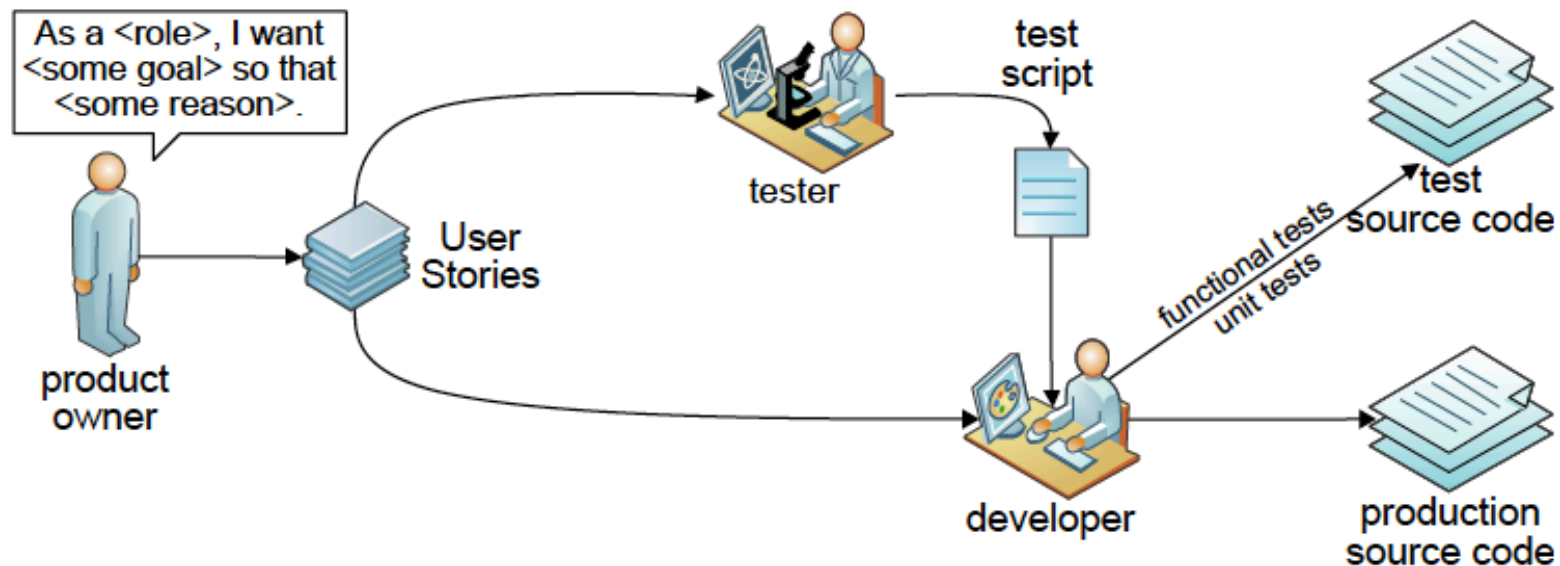 As a <role>, I want
<some goal> so that
<some reason>.
product
owner
User
Stories
tester
test
script
developer
functional tests
unit tests
test
source code
production
source code